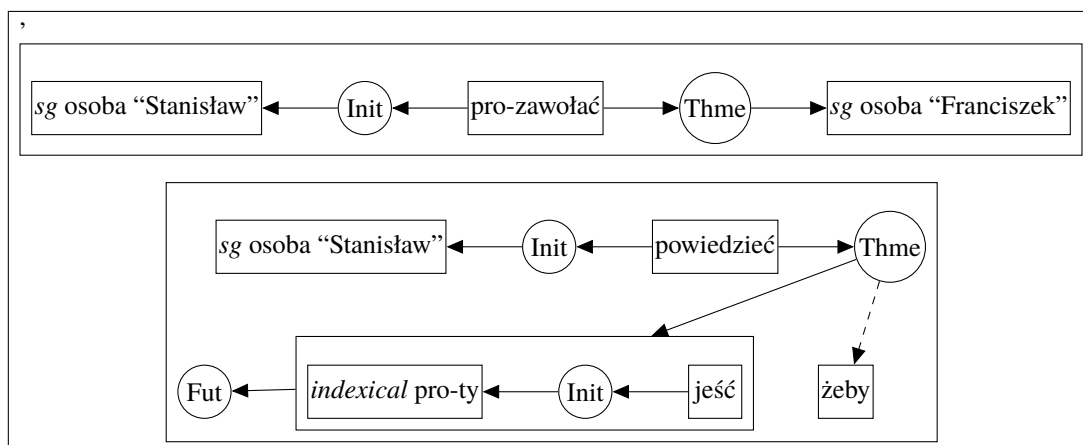 ,
sg osoba “Stanisław” Init pro-zawołać Thme sg osoba “Franciszek”
sg osoba “Stanisław” Init powiedzieć Thme
Fut indexical pro-ty Init jeść żeby